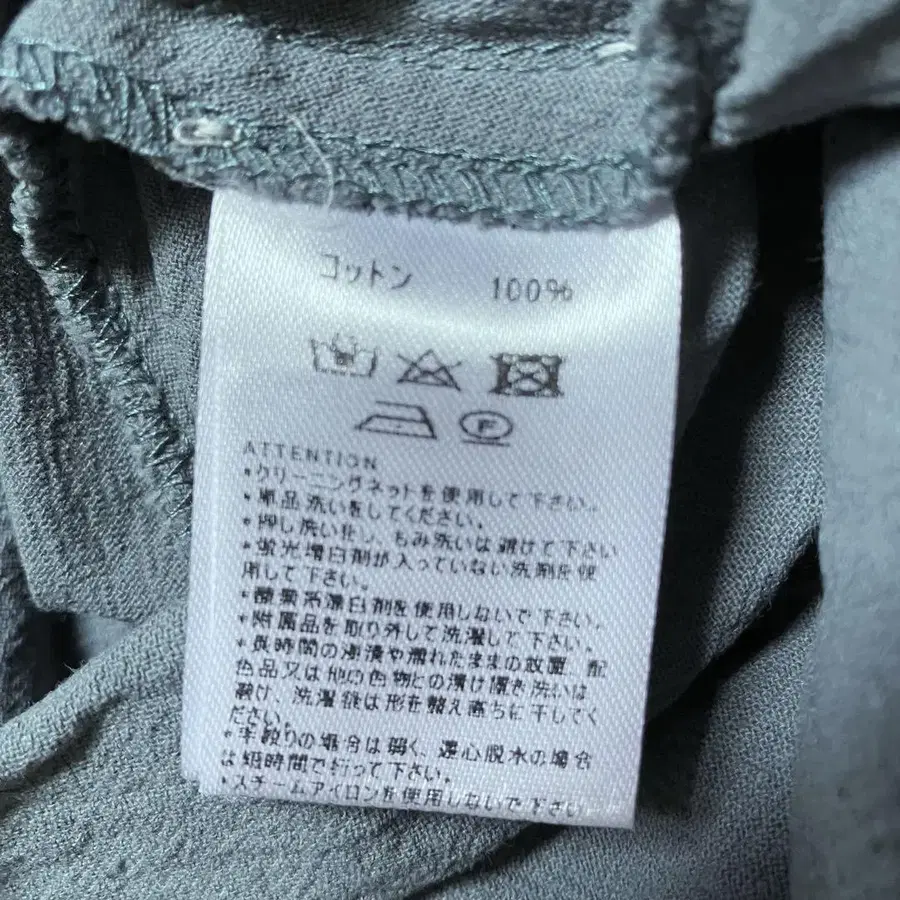 コットン 100%
F
ATTENTION
*クリーニングネットを使用して下さい。
*単品洗いをしてください。
*押し洗いをし、もみ洗いは避けて下さい
*蛍光増白剤が入っていない洗剤を使
用して下さい。
*酸素系漂白剤を使用しないで下さい。
*附属品を取り外して洗濯して下さい。
*長時間の浸漬や濡れたままの放置、配
色品又は他の色物との漬け置き洗いは
避け、洗濯後は形を整え直ちに干してく
ださい。
*手絞りの場合は弱く、遠心脱水の場合
は短時間で行って下さい。
*スチームアイロンを使用しないで下さい。